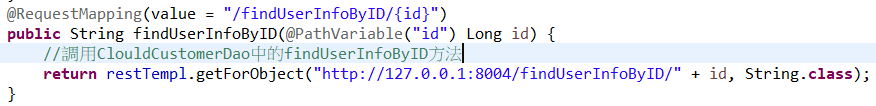 @RequestMapping(value = "/findUserInfoByID/{id}")
public String findUserInfoByID(@PathVariable("id") Long id) {
//調用ClouldCustomerDao中的findUserInfoByID方法
return restTempl.getForObject("http://127.0.0.1:8004/findUserInfoByID/" + id, String.class);
}